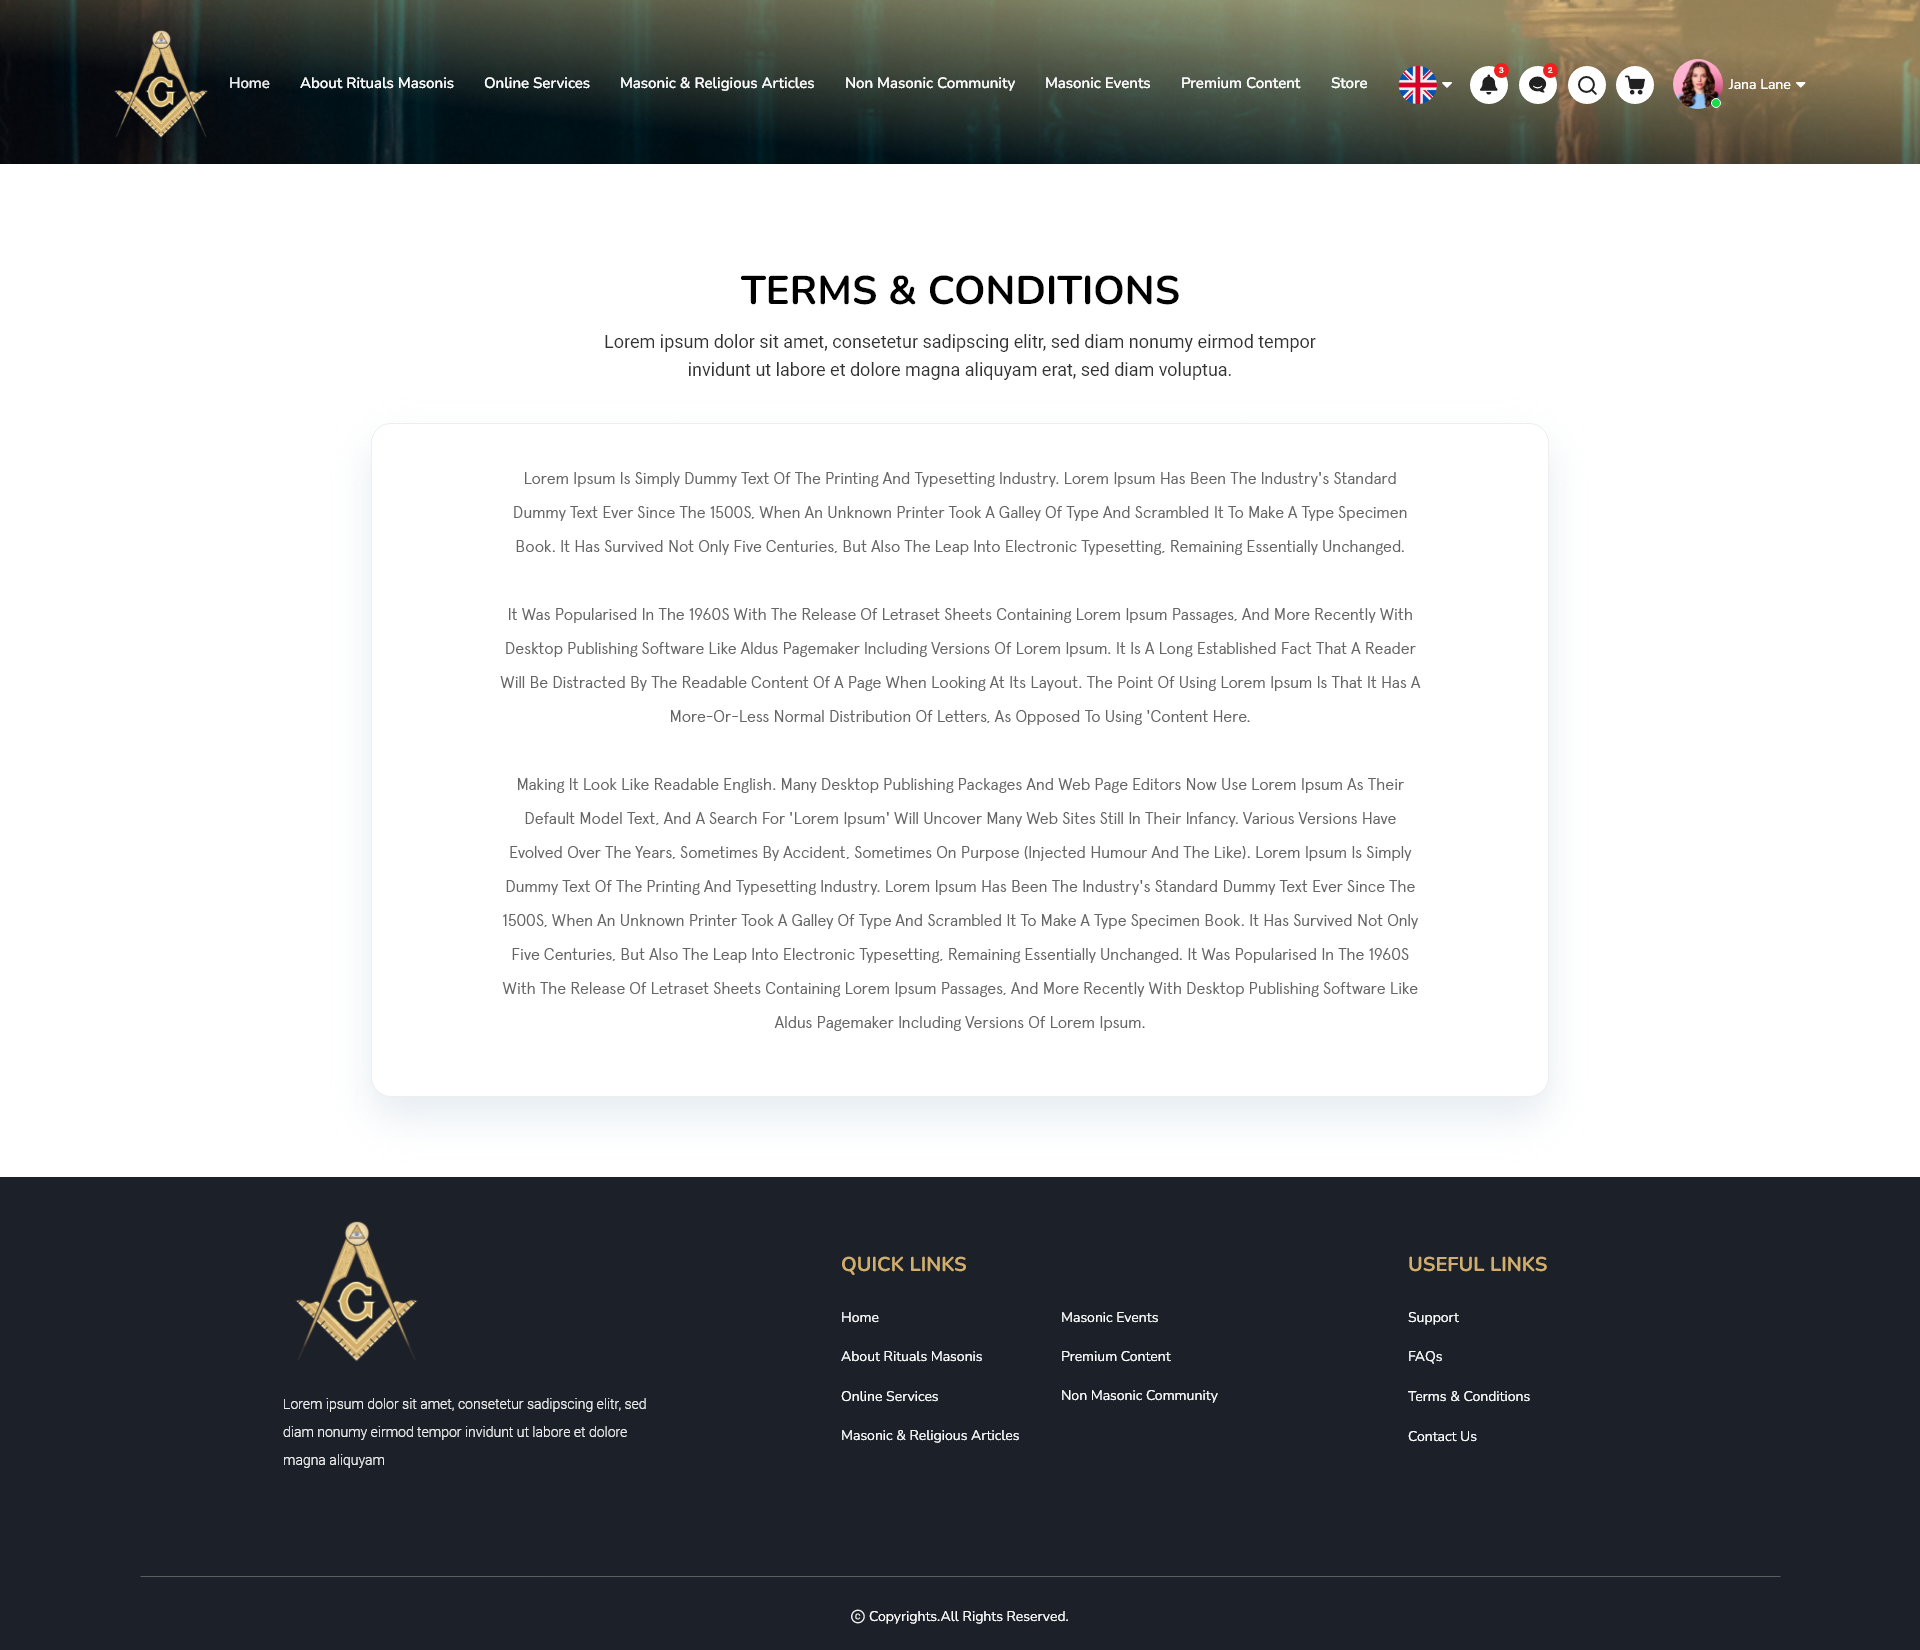 G
Home
About Rituals Masonis
Online Services
Masonic & Religious Articles
Non Masonic Community
Masonic Events
Premium Content
Store
3
2
Jana Lane
TERMS & CONDITIONS
Lorem ipsum dolor sit amet, consetetur sadipscing elitr, sed diam nonumy eirmod tempor
invidunt ut labore et dolore magna aliquyam erat, sed diam voluptua.
Lorem Ipsum Is Simply Dummy Text Of The Printing And Typesetting Industry. Lorem Ipsum Has Been The Industry's Standard
Dummy Text Ever Since The 1500S, When An Unknown Printer Took A Galley Of Type And Scrambled It To Make A Type Specimen
Book. It Has Survived Not Only Five Centuries, But Also The Leap Into Electronic Typesetting, Remaining Essentially Unchanged.
It Was Popularised In The 1960S With The Release Of Letraset Sheets Containing Lorem Ipsum Passages, And More Recently With
Desktop Publishing Software Like Aldus Pagemaker Including Versions Of Lorem Ipsum. It Is A Long Established Fact That A Reader
Will Be Distracted By The Readable Content Of A Page When Looking At Its Layout. The Point Of Using Lorem Ipsum Is That It Has A
More-Or-Less Normal Distribution Of Letters, As Opposed To Using 'Content Here.
Making It Look Like Readable English. Many Desktop Publishing Packages And Web Page Editors Now Use Lorem Ipsum As Their
Default Model Text, And A Search For 'Lorem Ipsum' Will Uncover Many Web Sites Still In Their Infancy. Various Versions Have
Evolved Over The Years, Sometimes By Accident, Sometimes On Purpose (Injected Humour And The Like). Lorem Ipsum Is Simply
Dummy Text Of The Printing And Typesetting Industry. Lorem Ipsum Has Been The Industry's Standard Dummy Text Ever Since The
1500S, When An Unknown Printer Took A Galley Of Type And Scrambled It To Make A Type Specimen Book. It Has Survived Not Only
Five Centuries, But Also The Leap Into Electronic Typesetting, Remaining Essentially Unchanged. It Was Popularised In The 1960S
With The Release Of Letraset Sheets Containing Lorem Ipsum Passages, And More Recently With Desktop Publishing Software Like
Aldus Pagemaker Including Versions Of Lorem Ipsum.
G
Lorem ipsum dolor sit amet, consetetur sadipscing elitr, sed
diam nonumy eirmod tempor invidunt ut labore et dolore
magna aliquyam
QUICK LINKS
Home
About Rituals Masonis
Online Services
Masonic & Religious Articles
Masonic Events
Premium Content
Non Masonic Community
USEFUL LINKS
Support
FAQs
Terms & Conditions
Contact Us
© Copyrights.All Rights Reserved.